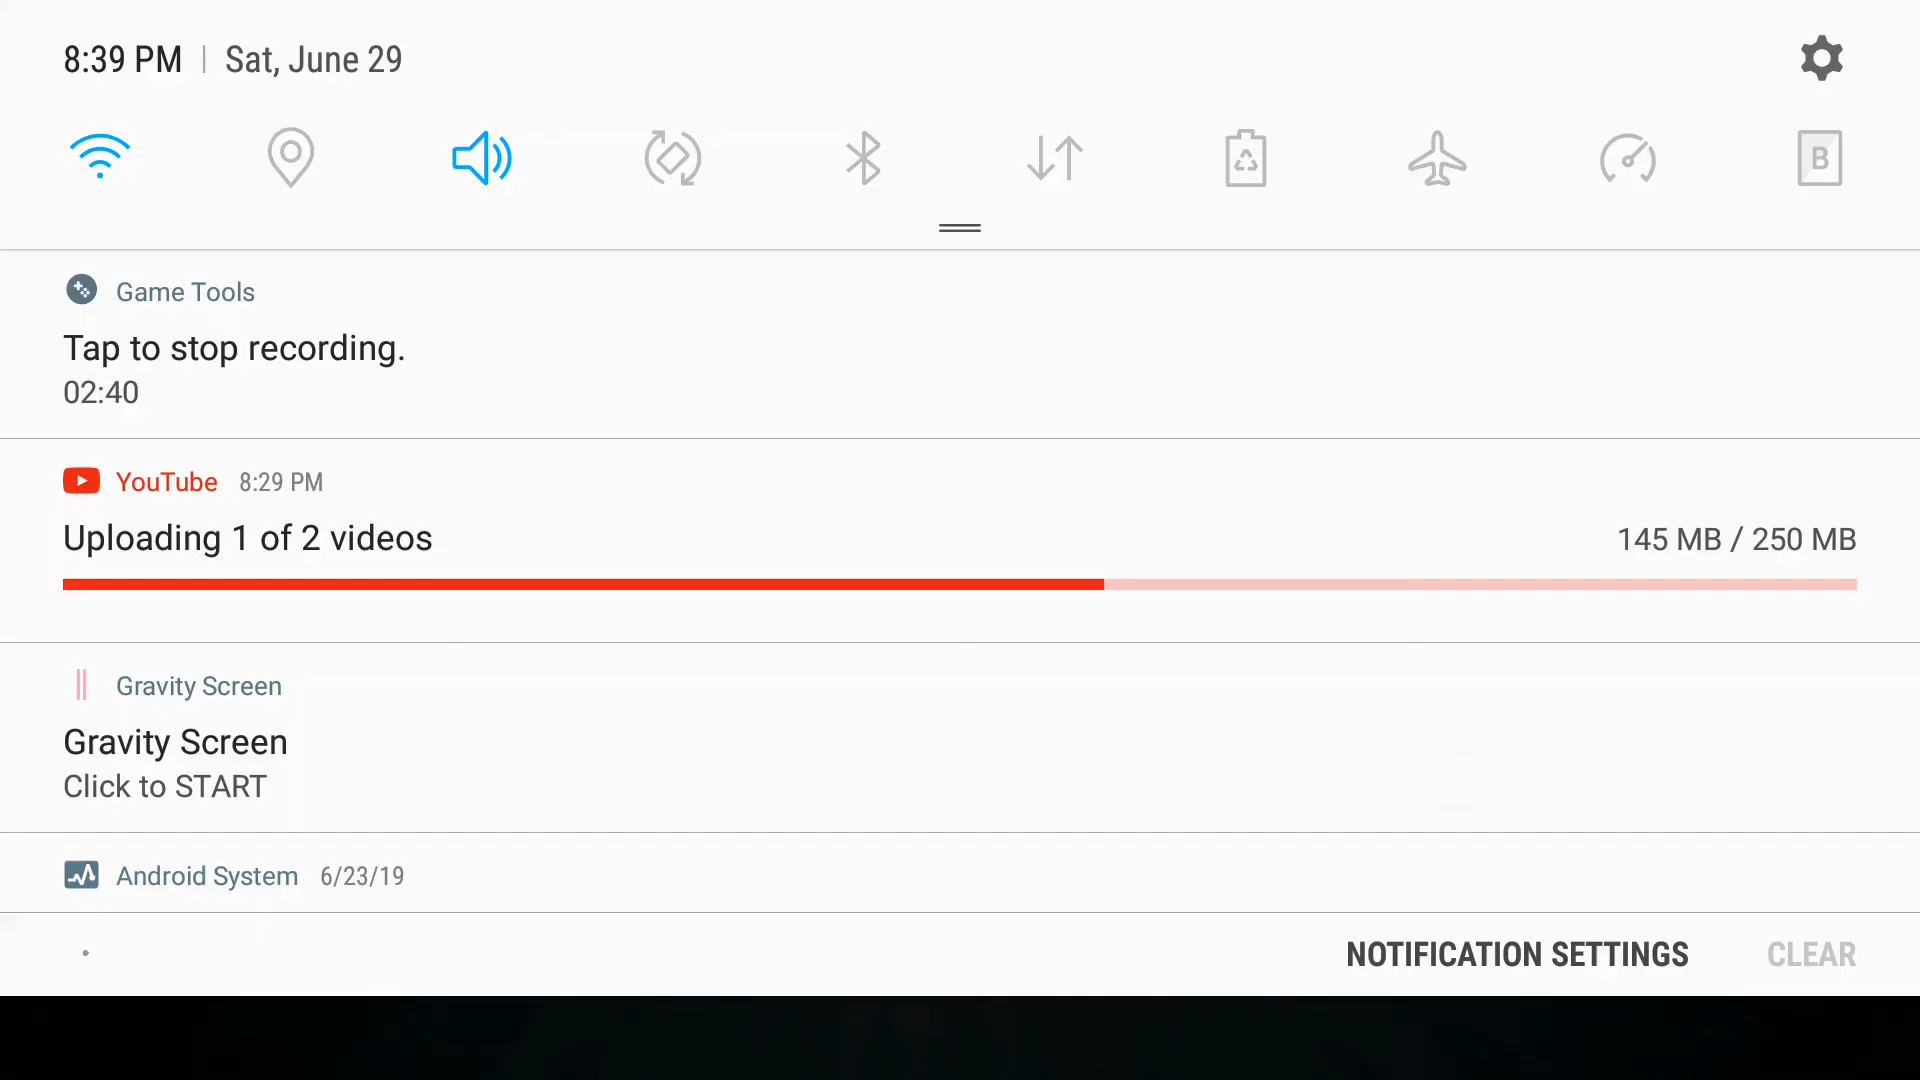 8:39 PM | Sat, June 29
B
Game Tools
Tap to stop recording.
02:40
YouTube 8:29 PM
Uploading 1 of 2 videos 145 MB / 250 MB
Gravity Screen
Gravity Screen
Click to START
Android System 6/23/19
NOTIFICATION SETTINGS CLEAR